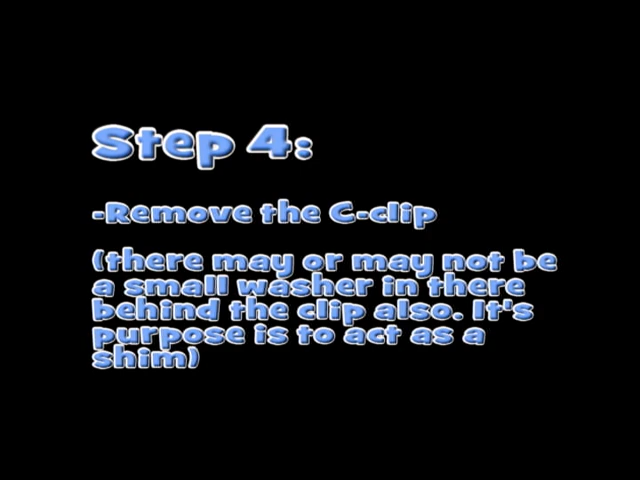 Step 4:
-Remove the C-clip
(there may or may not be
a small washer in there
behind the clip also. It's
purpose is to act as a
shim)